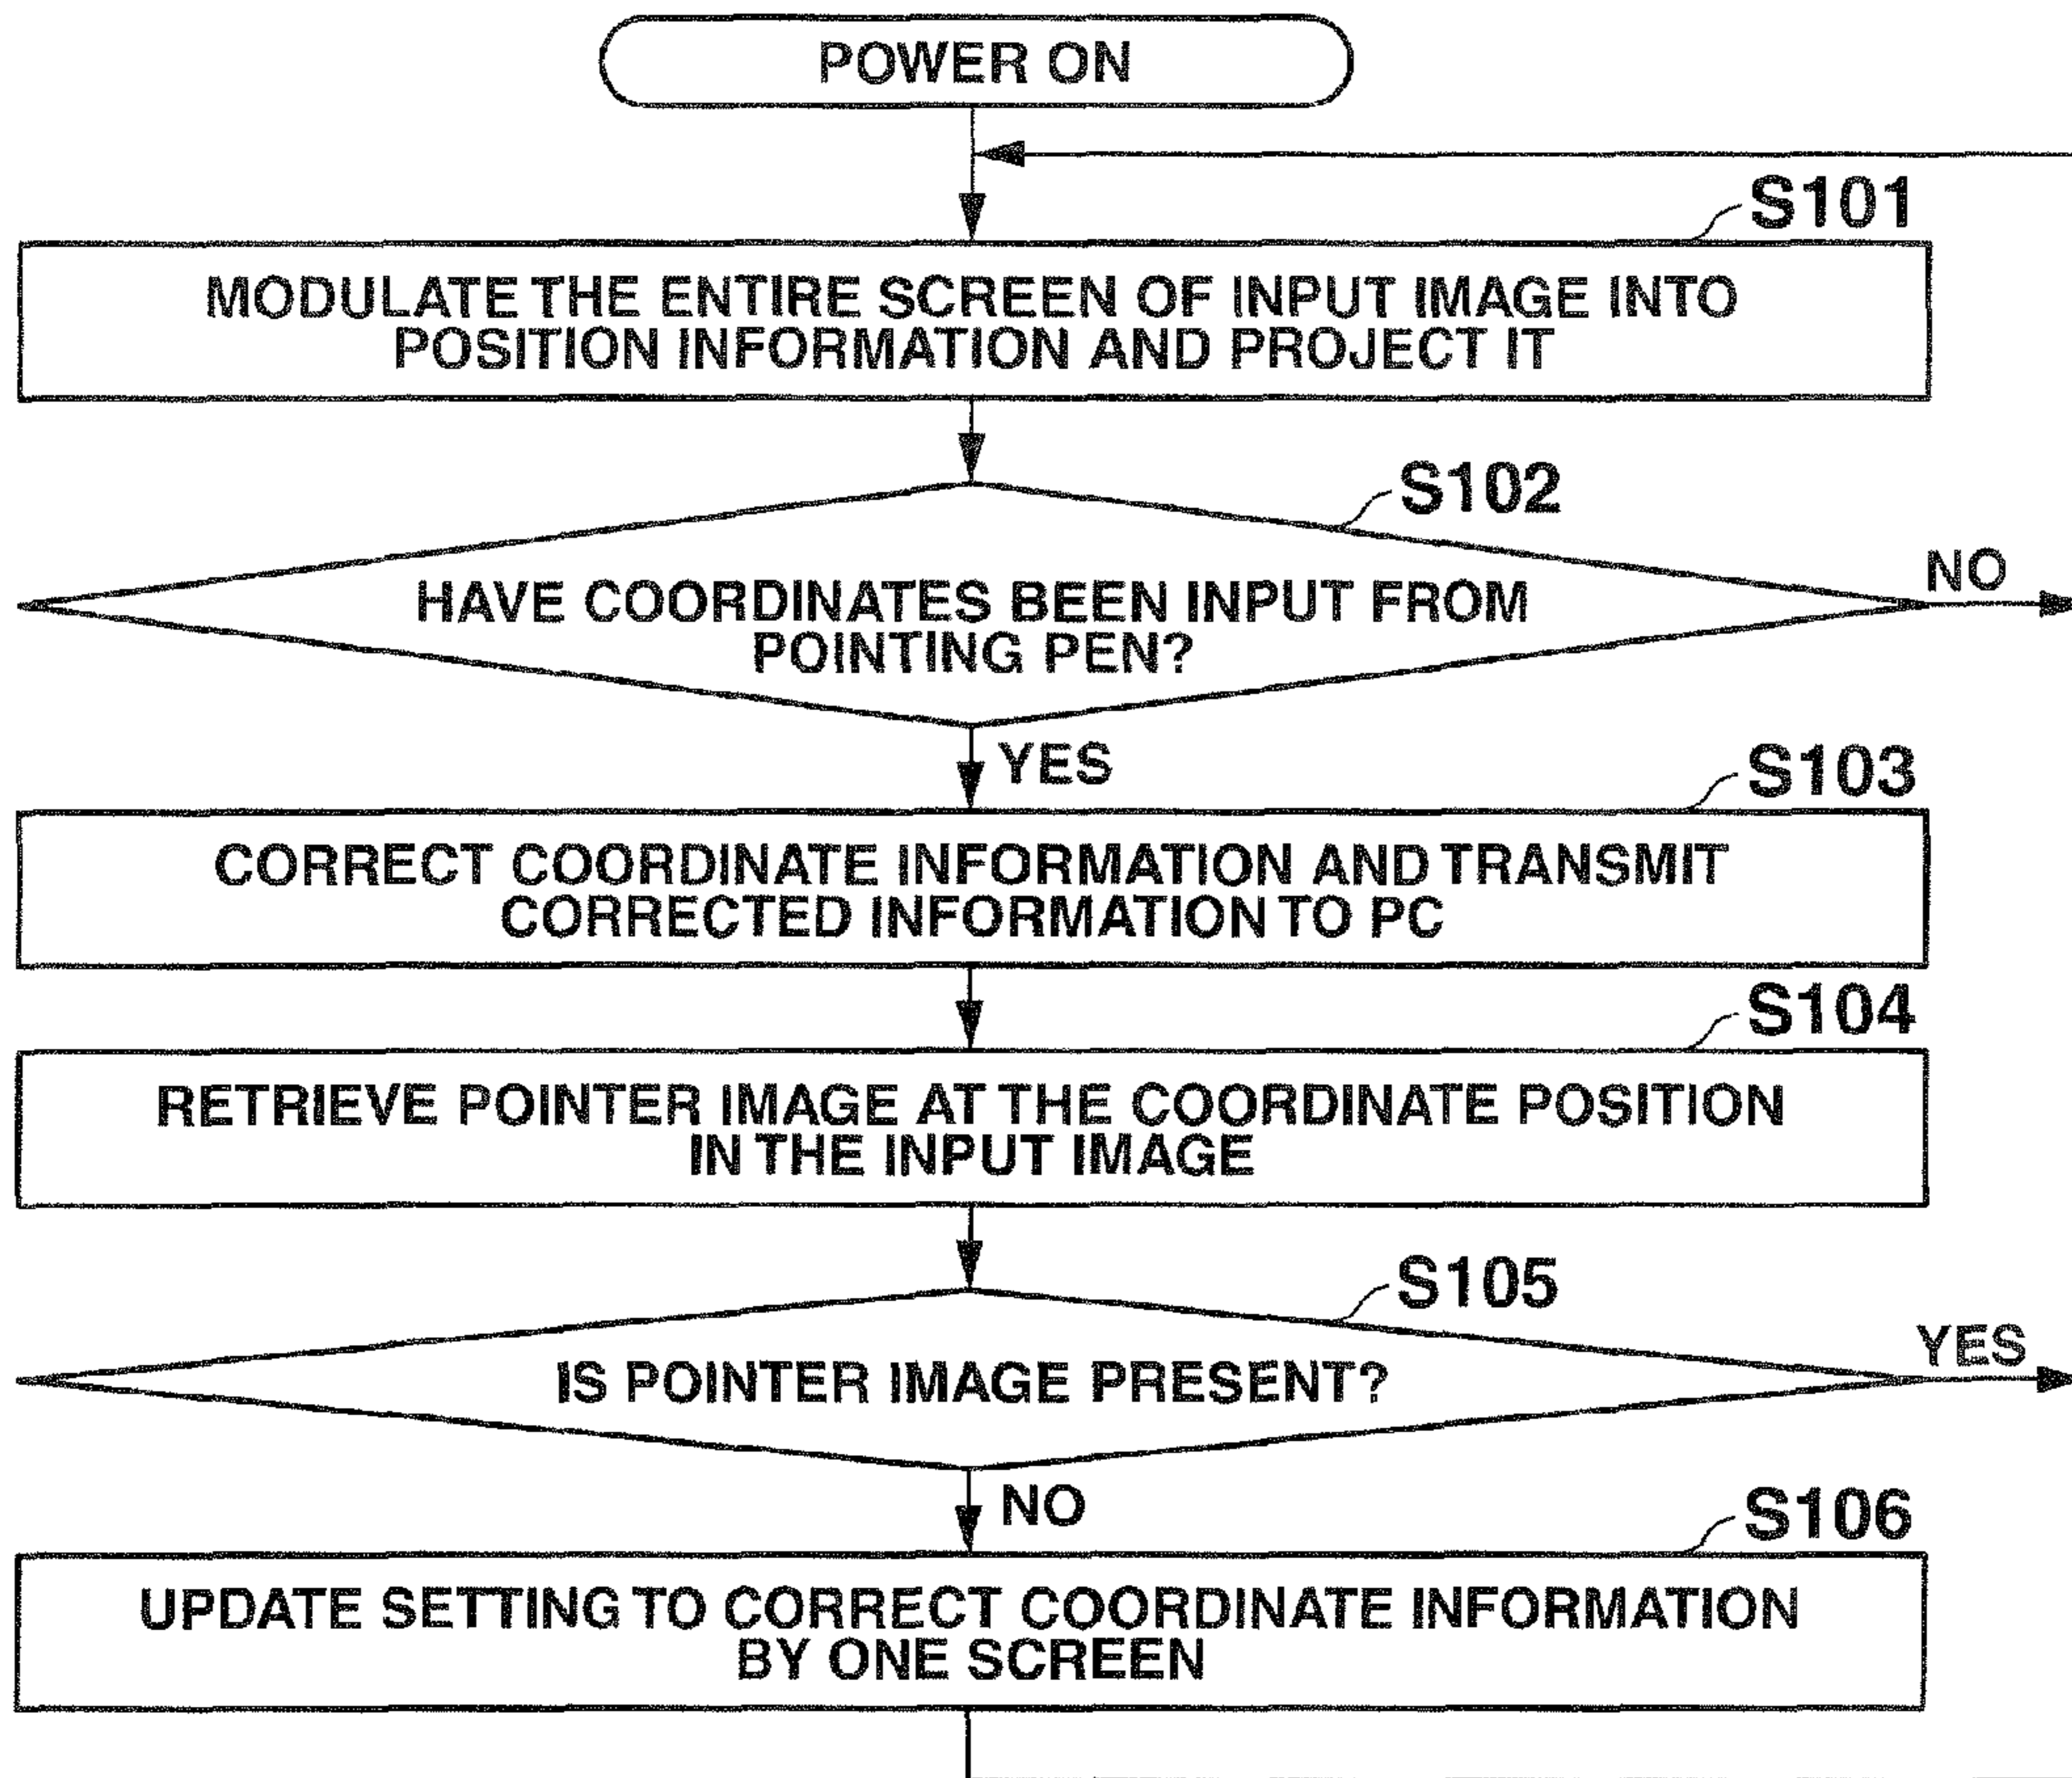 POWER ON
S101
MODULATE THE ENTIRE SCREEN OF INPUT IMAGE INTO
POSITION INFORMATION AND PROJECT IT
S102
HAVE COORDINATES BEEN INPUT FROM
POINTING PEN?
NO
YES
S103
CORRECT COORDINATE INFORMATION AND TRANSMIT
CORRECTED INFORMATION TO PC
S104
RETRIEVE POINTER IMAGE AT THE COORDINATE POSITION
IN THE INPUT IMAGE
S105
IS POINTER IMAGE PRESENT?
YES
NO
S106
UPDATE SETTING TO CORRECT COORDINATE INFORMATION
BY ONE SCREEN